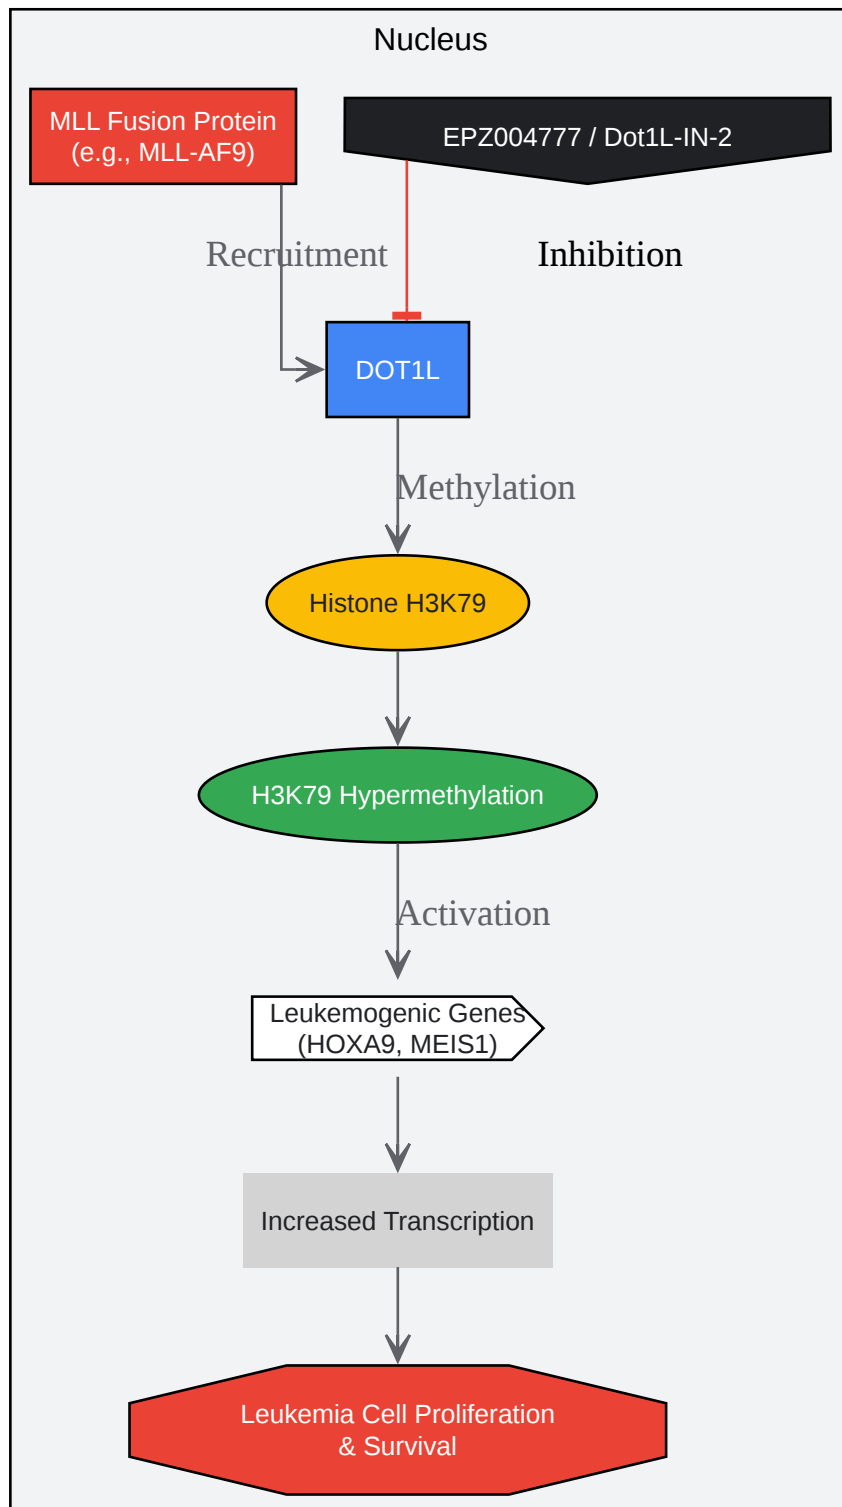 Nucleus
MLL Fusion Protein
(e.g., MLL-AF9)
EPZ004777 / Dot1L-IN-2
Recruitment
Inhibition
DOT1L
Methylation
Histone H3K79
H3K79 Hypermethylation
Activation
Leukemogenic Genes
(HOXA9, MEIS1)
Increased Transcription
Leukemia Cell Proliferation
& Survival